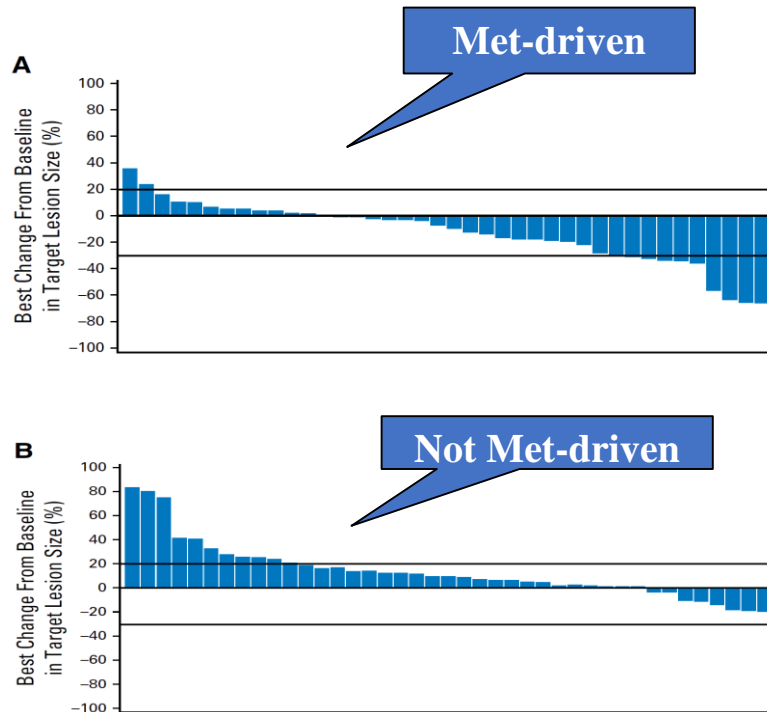 Met-driven
A
Best Change From Baseline
in Target Lesion Size (%)
100
80
60
40
20
0
−20
−40
−60
−80
−100
Not Met-driven
B
Best Change From Baseline
in Target Lesion Size (%)
100
80
60
40
20
0
−20
−40
−60
−80
−100